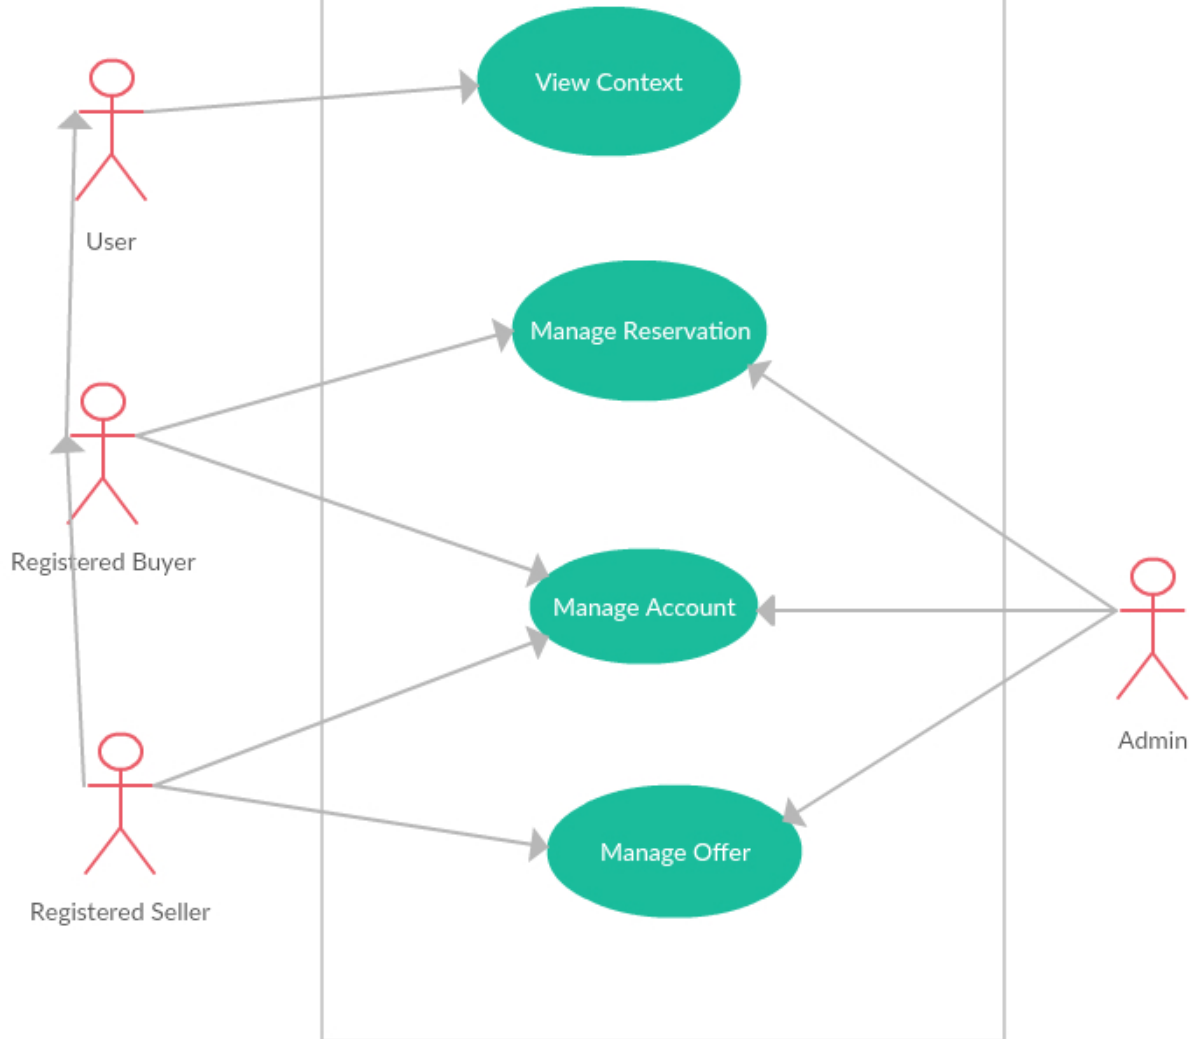 View Context
User
Manage Reservation
Registered Buyer
Manage Account
Admin
Manage Offer
Registered Seller